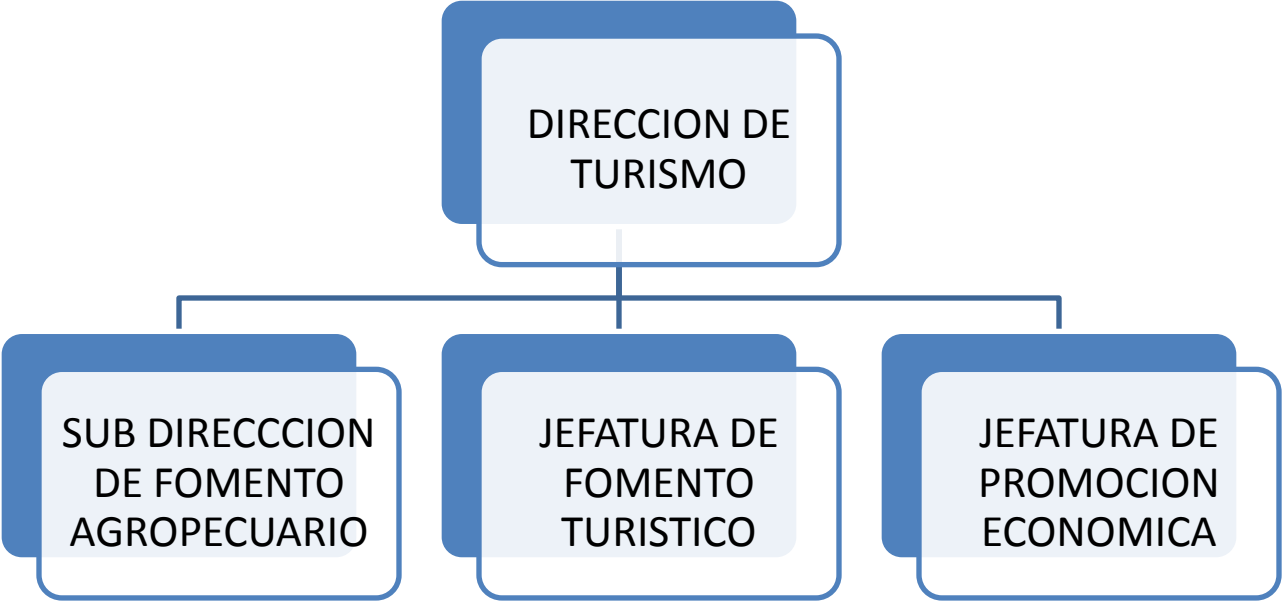 DIRECCION DE
TURISMO
SUB DIRECCCION
DE FOMENTO
AGROPECUARIO
JEFATURA DE
FOMENTO
TURISTICO
JEFATURA DE
PROMOCION
ECONOMICA